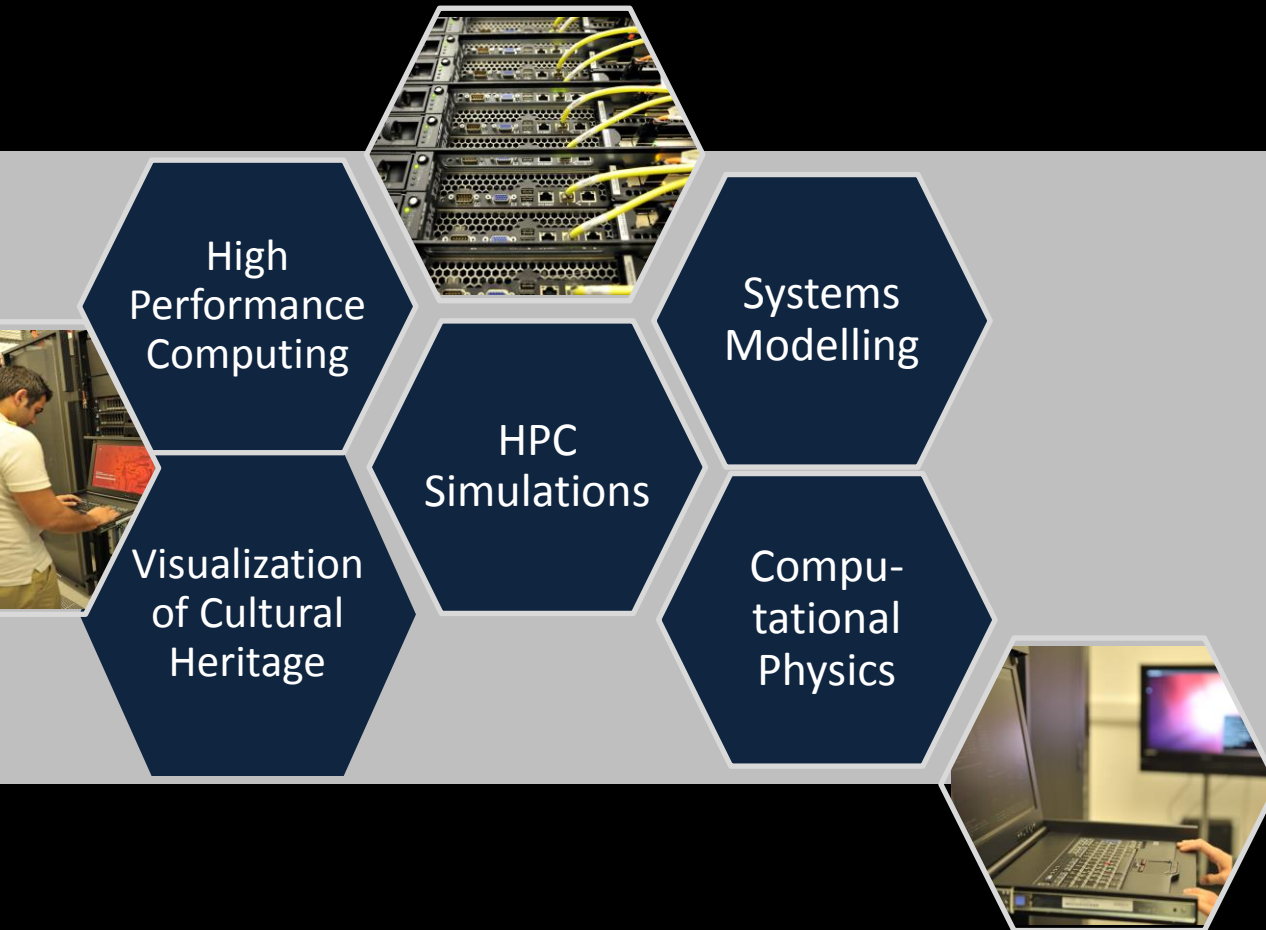 High
Performance
Computing
Systems
Modelling
HPC
Simulations
Visualization
of Cultural
Heritage
Compu-
tational
Physics